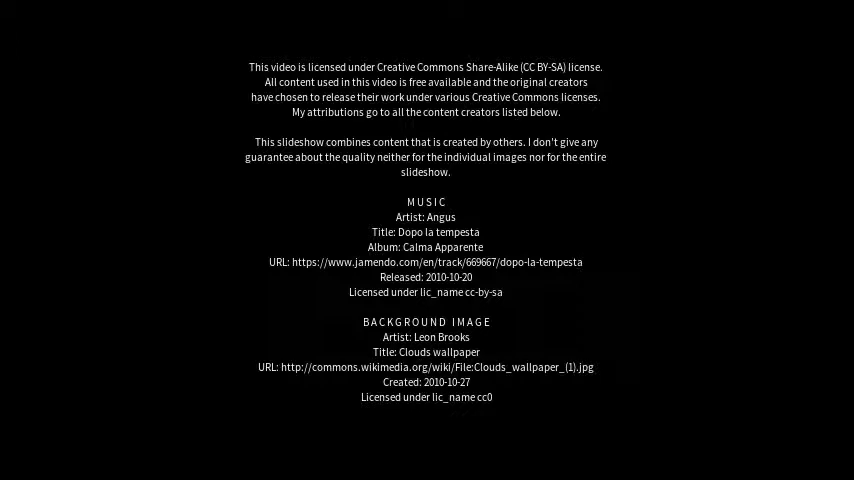 This video is licensed under Creative Commons Share-Alike (CC BY-SA) license.
All content used in this video is free available and the original creators
have chosen to release their work under various Creative Commons licenses.
My attributions go to all the content creators listed below.
This slideshow combines content that is created by others. I don't give any
guarantee about the quality neither for the individual images nor for the entire
slideshow.
M U S I C
Artist: Angus
Title: Dopo la tempesta
Album: Calma Apparente
URL: https://www.jamendo.com/en/track/669667/dopo-la-tempesta
Released: 2010-10-20
Licensed under lic_name cc-by-sa
B A C K G R O U N D   I M A G E
Artist: Leon Brooks
Title: Clouds wallpaper
URL: http://commons.wikimedia.org/wiki/File:Clouds_wallpaper_(1).jpg
Created: 2010-10-27
Licensed under lic_name cc0